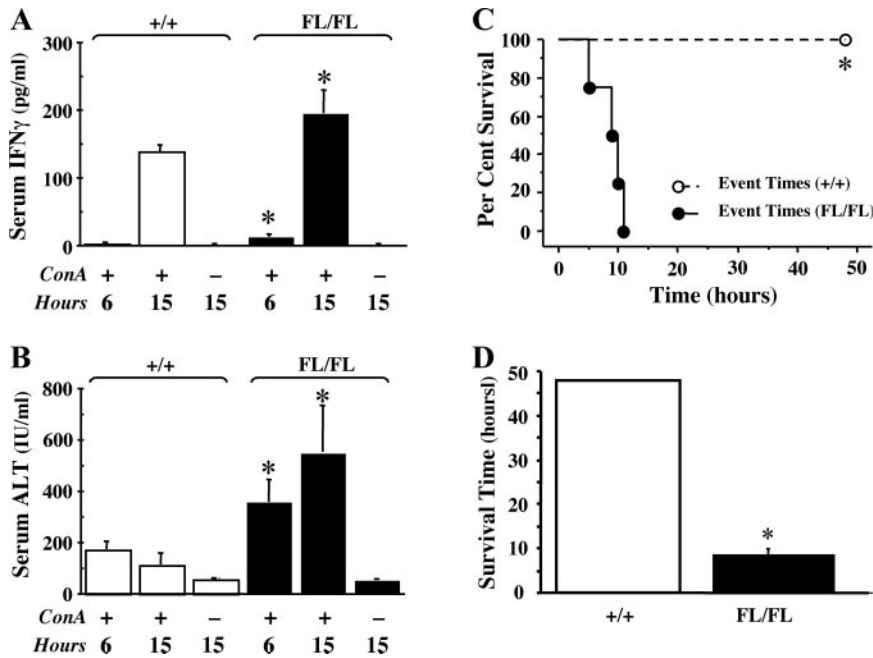 A
+/+ FL/FL
Serum IFNγ (pg/ml)
300
200
100
0
* *
ConA + + – + + –
Hours 6 15 15 6 15 15
B
+/+ FL/FL
Serum ALT (IU/ml)
800
600
400
200
0
* *
ConA + + – + + –
Hours 6 15 15 6 15 15
C
Per Cent Survival
100
80
60
40
20
0
*
Event Times (+/+)
Event Times (FL/FL)
0 10 20 30 40 50
Time (hours)
D
Survival Time (hours)
50
40
30
20
10
0
*
+/+ FL/FL